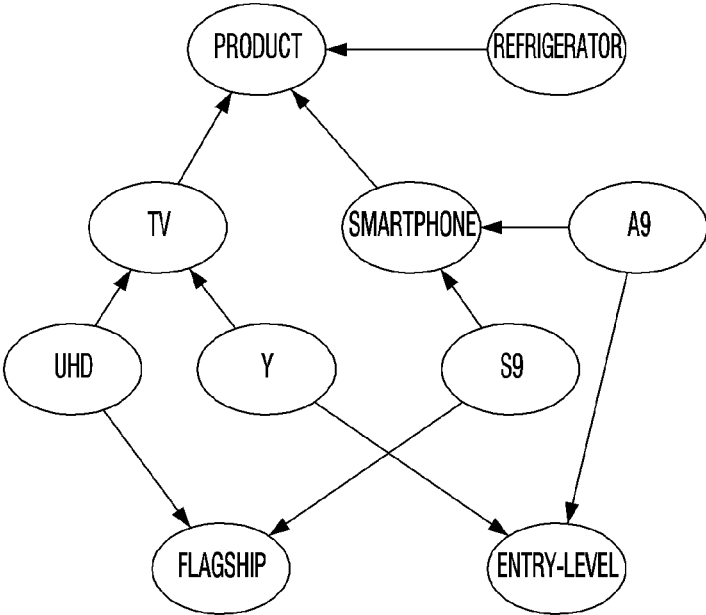 PRODUCT
REFRIGERATOR
TV
SMARTPHONE
A9
UHD
Y
S9
FLAGSHIP
ENTRY-LEVEL